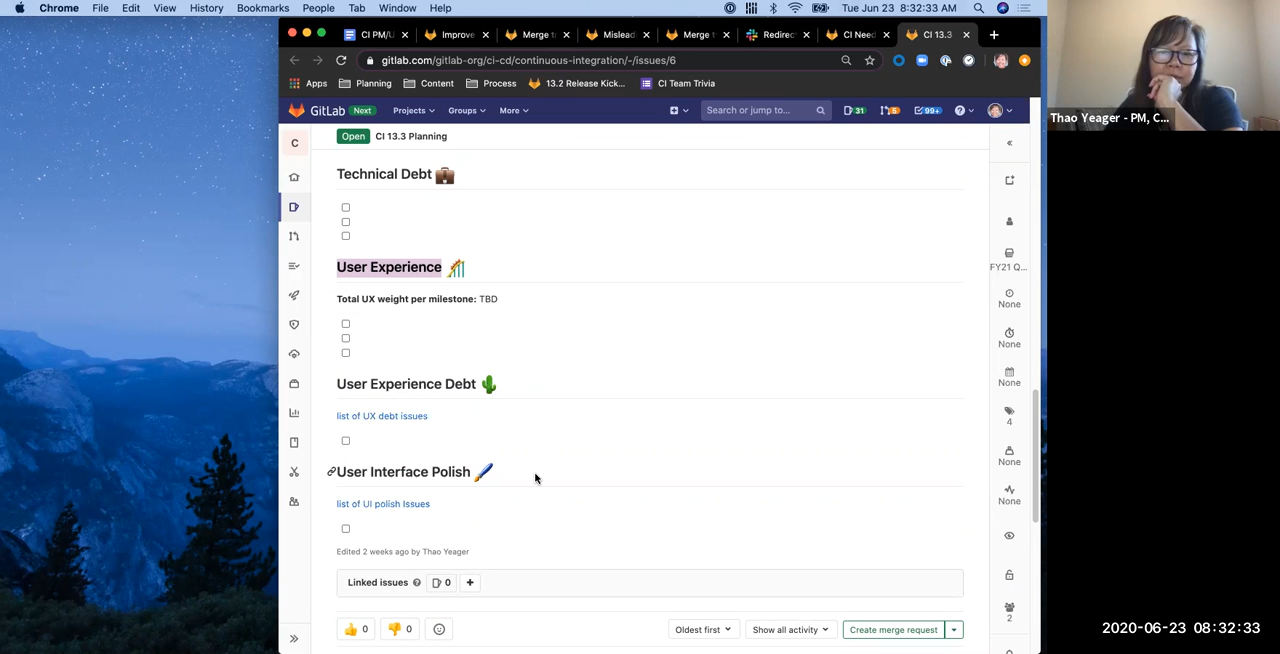 Chrome File Edit View History Bookmarks People Tab Window Help
Tue Jun 23 8:32:33 AM
CI PM/U
Improve
Merge tr
Mislead
Merge t
Redirec
CI Need
CI 13.3
gitlab.com/gitlab-org/ci-cd/continuous-integration/-/issues/6
Apps Planning Content Process 13.2 Release Kick... CI Team Trivia
GitLab Next Projects Groups More Search or jump to... 31 5 99+
C
Open CI 13.3 Planning
Technical Debt
User Experience
Total UX weight per milestone: TBD
User Experience Debt
list of UX debt issues
User Interface Polish
list of UI polish Issues
Edited 2 weeks ago by Thao Yeager
Linked issues 0
0 0 Oldest first Show all activity Create merge request
FY21 Q...
None
None
None
4
None
None
2
Thao Yeager - PM, C...
2020-06-23 08:32:33